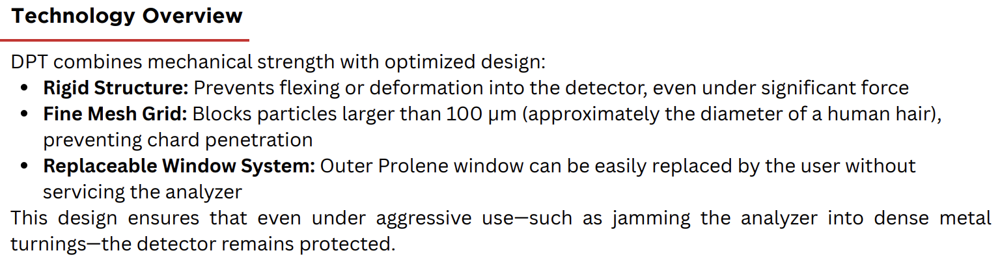 Technology Overview
DPT combines mechanical strength with optimized design:
• Rigid Structure: Prevents flexing or deformation into the detector, even under significant force
• Fine Mesh Grid: Blocks particles larger than 100 µm (approximately the diameter of a human hair),
preventing chard penetration
• Replaceable Window System: Outer Prolene window can be easily replaced by the user without
servicing the analyzer
This design ensures that even under aggressive use—such as jamming the analyzer into dense metal
turnings—the detector remains protected.